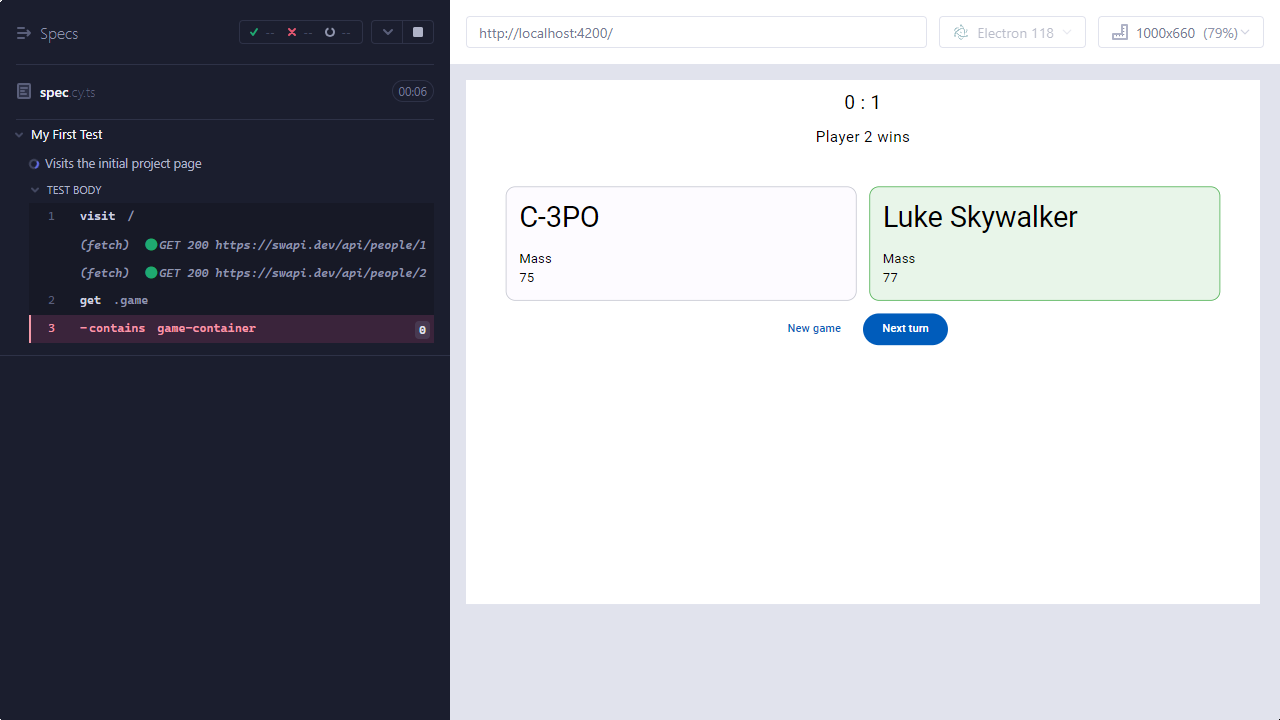 Specs
-- -- --
spec.cy.ts 00:06
My First Test
Visits the initial project page
TEST BODY
1 visit /
(fetch) GET 200 https://swapi.dev/api/people/1
(fetch) GET 200 https://swapi.dev/api/people/2
2 get .game
3 -contains game-container 0
http://localhost:4200/
Electron 118
1000x660 (79%)
0 : 1
Player 2 wins
C-3PO
Mass
75
Luke Skywalker
Mass
77
New game
Next turn